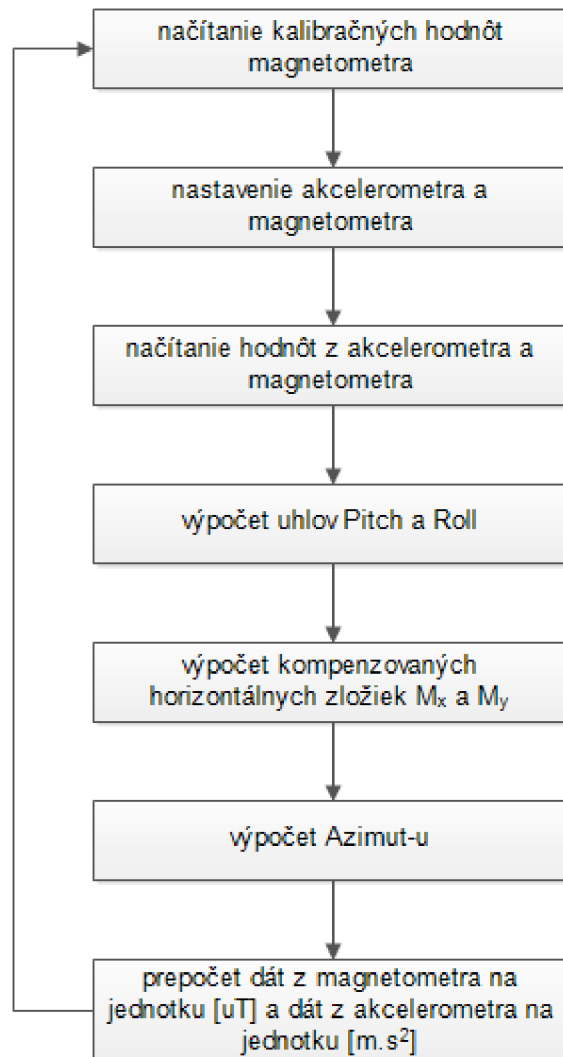 načítanie kalibračných hodnôt
magnetometra
nastavenie akcelerometra a
magnetometra
načítanie hodnôt z akcelerometra a
magnetometra
výpočet uhlov Pitch a Roll
výpočet kompenzovaných
horizontálnych zložiek Mₓ a Mᵧ
výpočet Azimut-u
prepočet dát z magnetometra na
jednotku [uT] a dát z akcelerometra na
jednotku [m.s²]